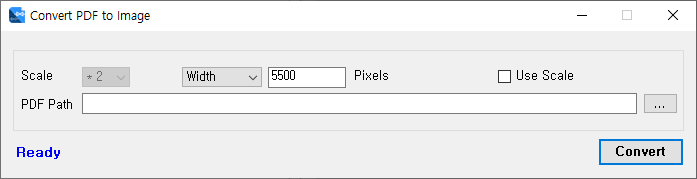 Convert PDF to Image
Scale * 2 Width 5500 Pixels Use Scale
PDF Path ...
Ready Convert